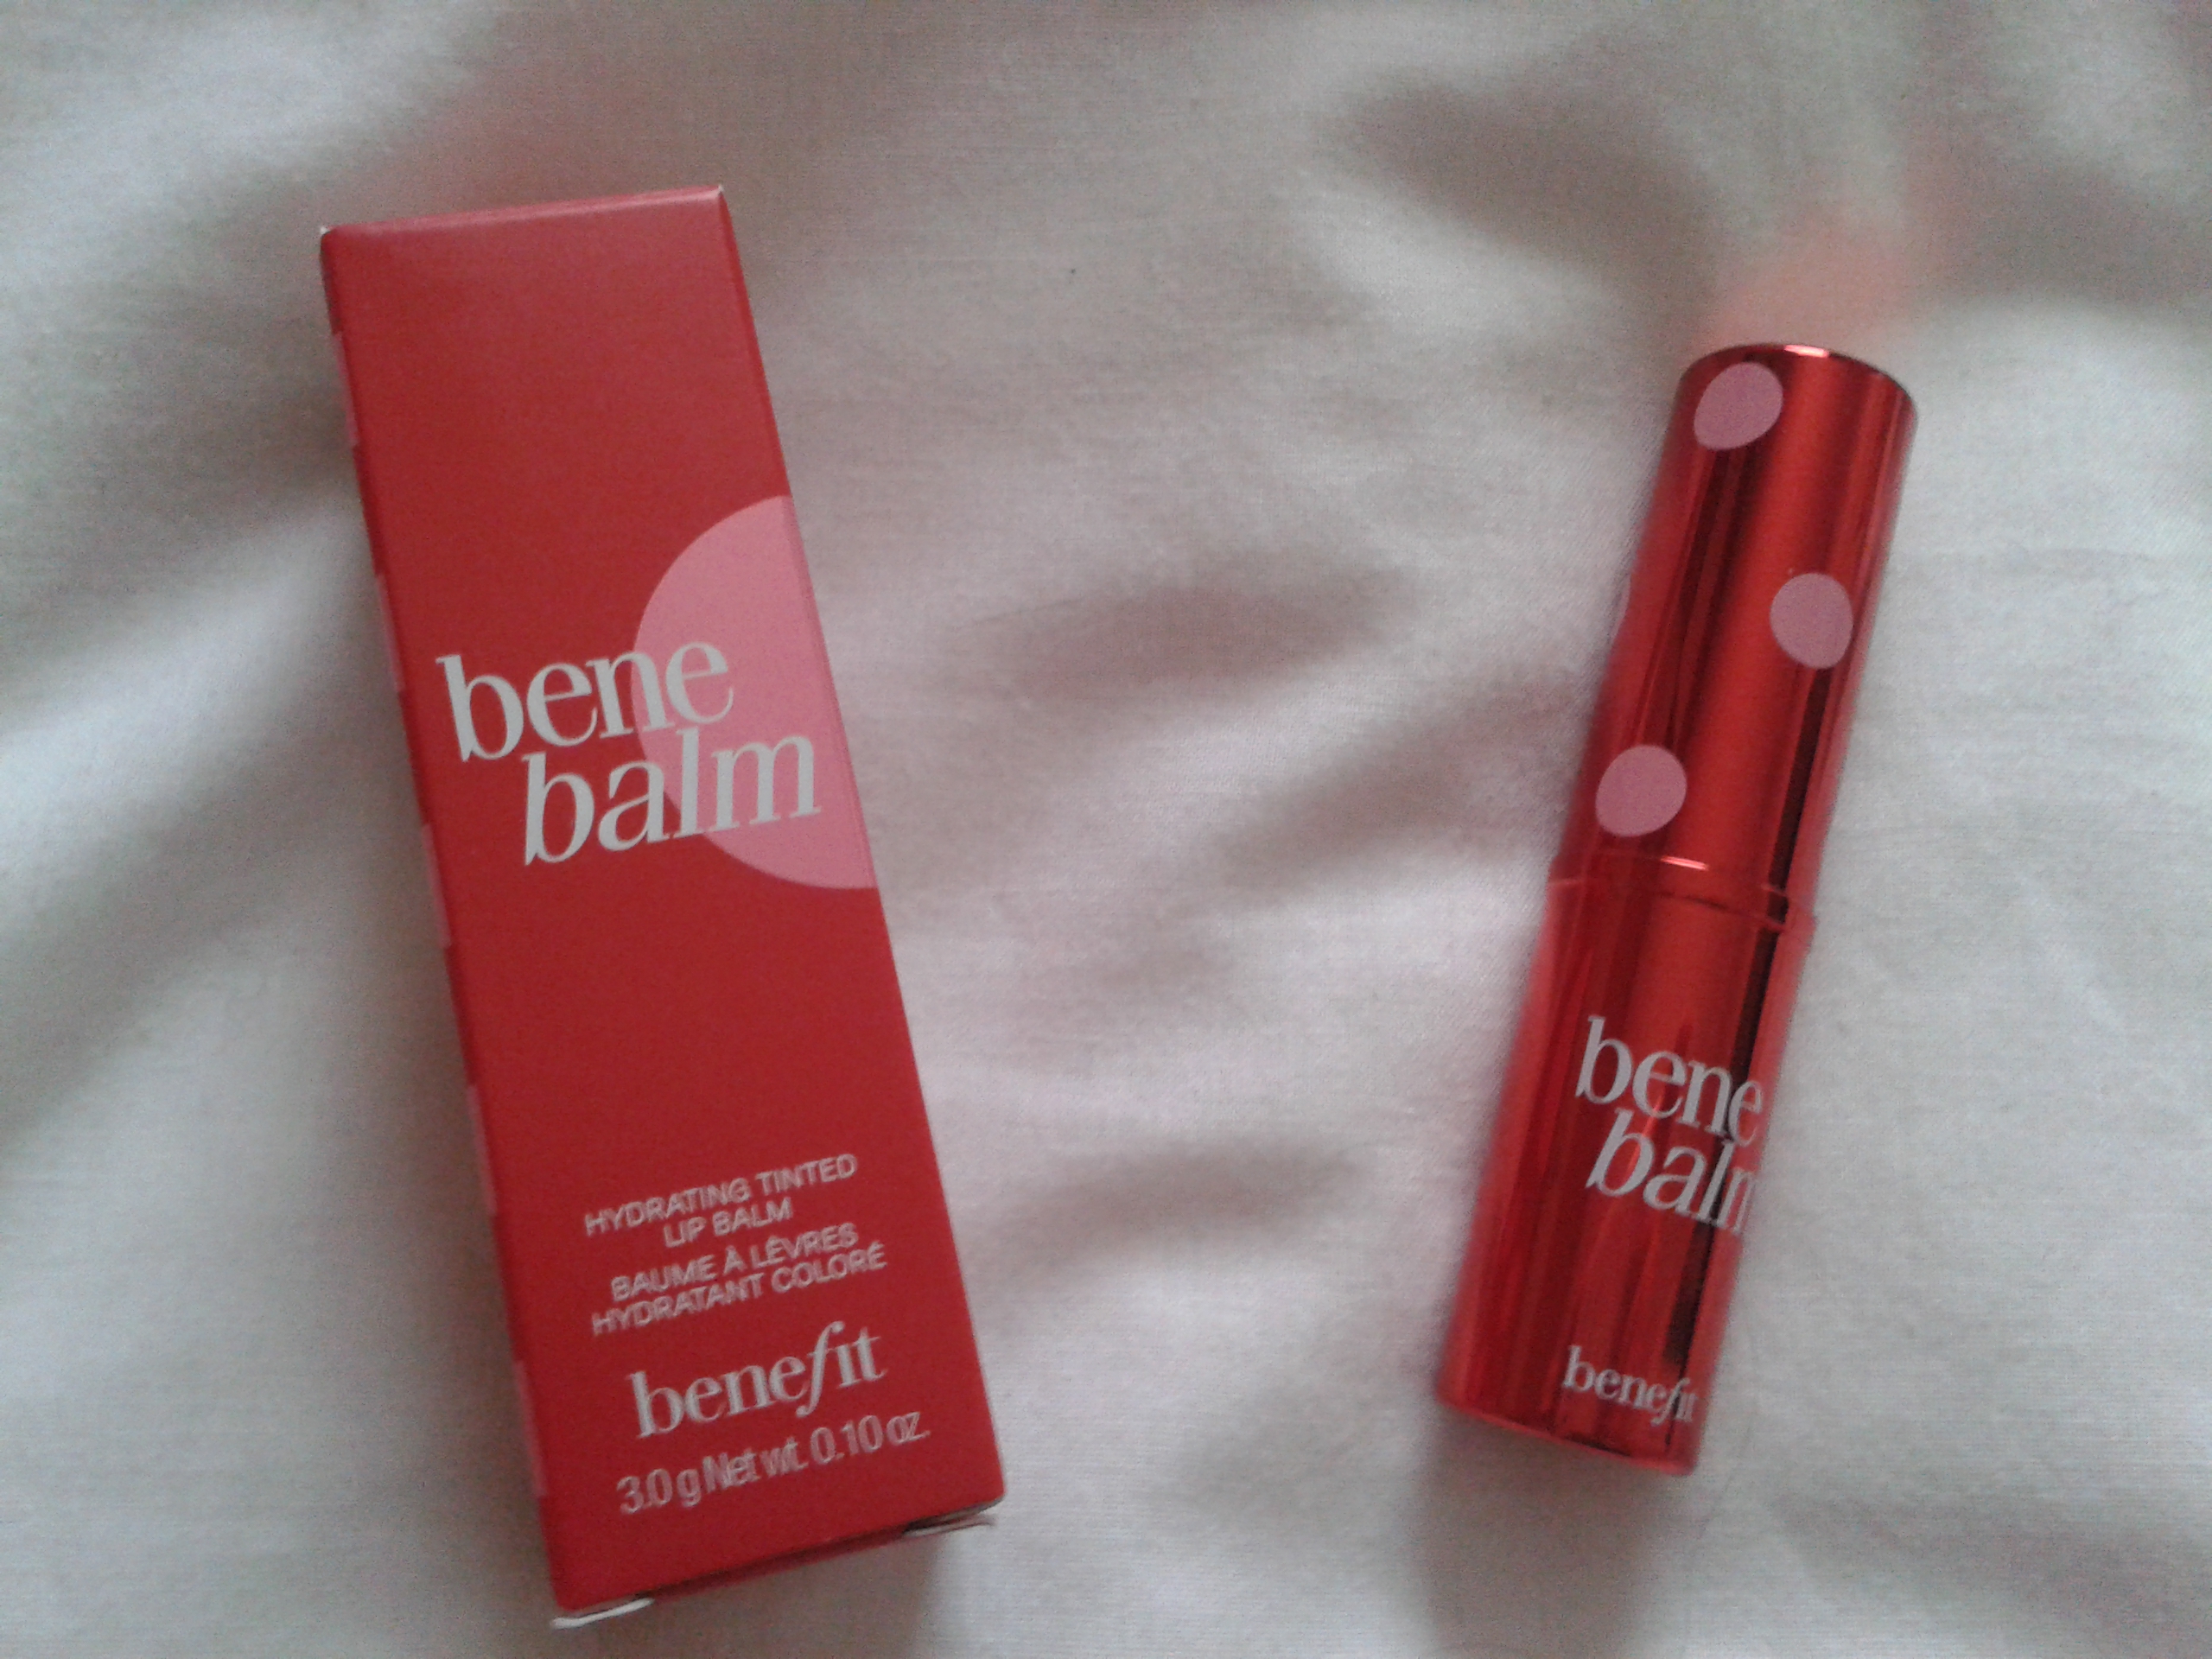 bene
balm
HYDRATING TINTED
LIP BALM
BAUME À LÈVRES
HYDRATANT COLORÉ
benefit
3.0 g Net wt. 0.10 oz.
bene
balm
benefit